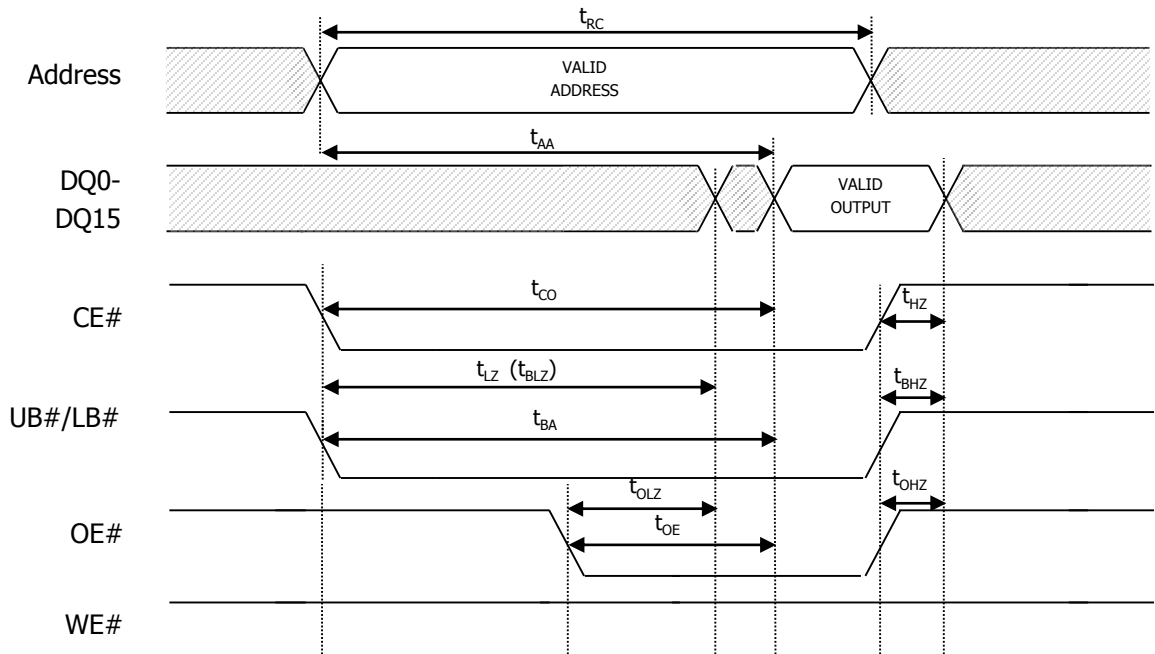 tRC
Address
VALID
ADDRESS
tAA
DQ0-
DQ15
VALID
OUTPUT
tCO
tHZ
CE#
tLZ (tBLZ)
tBHZ
UB#/LB#
tBA
tOLZ
tOHZ
OE#
tOE
WE#